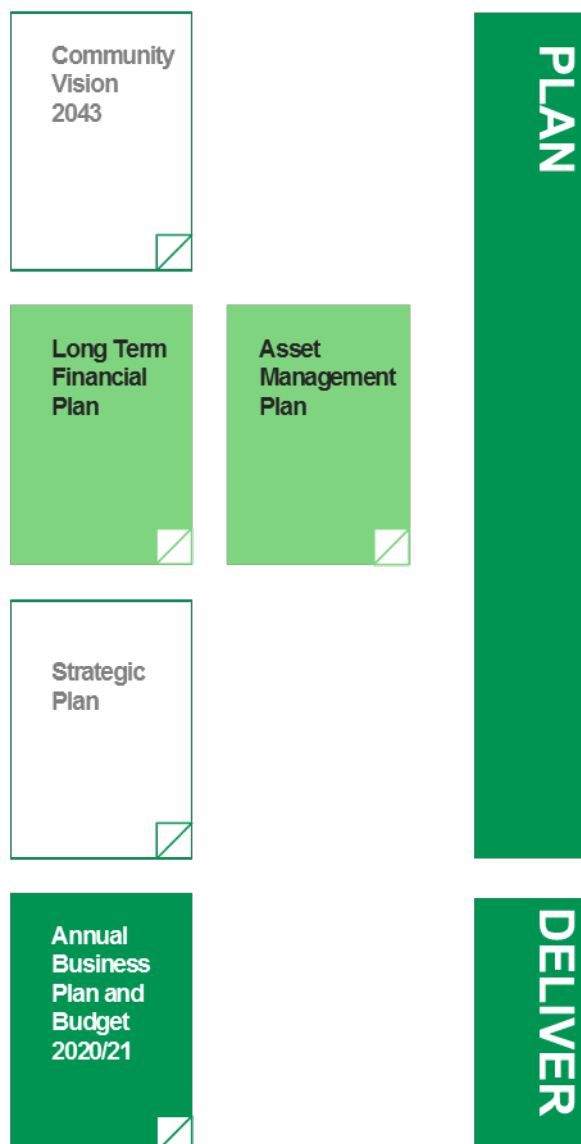 Community
Vision
2043
PLAN
Long Term
Financial
Plan
Asset
Management
Plan
Strategic
Plan
Annual
Business
Plan and
Budget
2020/21
DELIVER